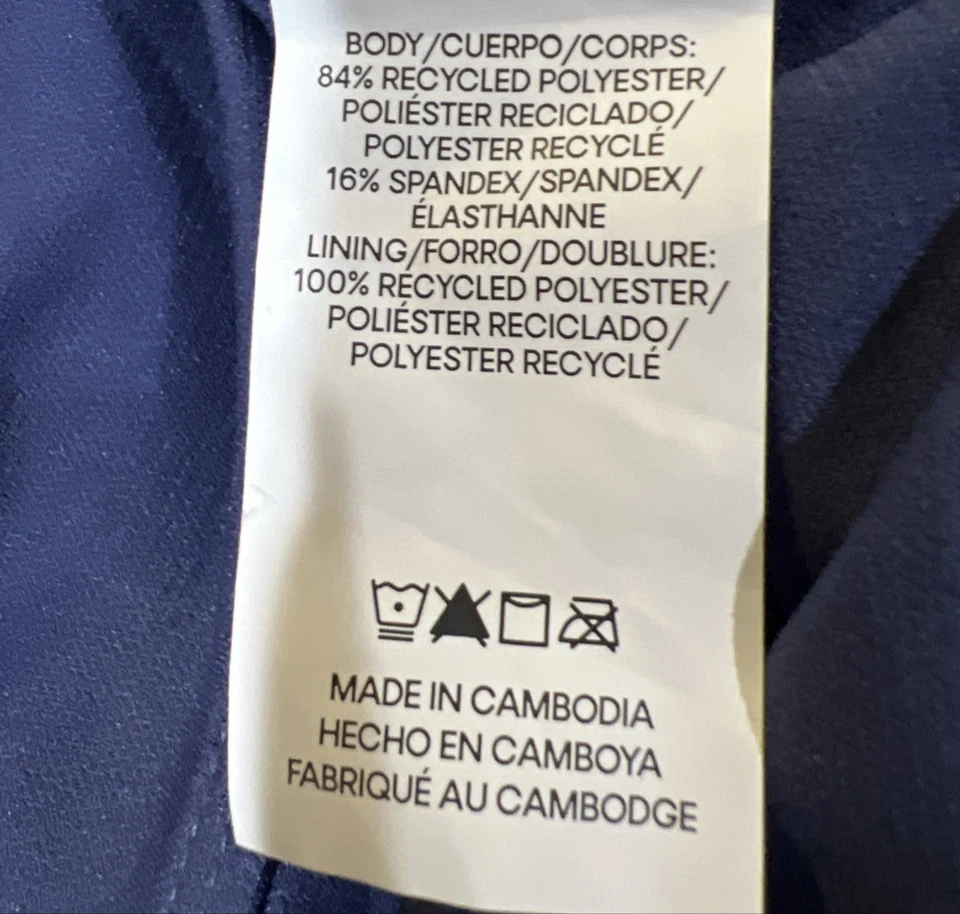 BODY/CUERPO/CORPS:
84% RECYCLED POLYESTER/
POLIÉSTER RECICLADO/
POLYESTER RECYCLÉ
16% SPANDEX/SPANDEX/
ÉLASTHANNE
LINING/FORRO/DOUBLURE:
100% RECYCLED POLYESTER/
POLIÉSTER RECICLADO/
POLYESTER RECYCLÉ
MADE IN CAMBODIA
HECHO EN CAMBOYA
FABRIQUÉ AU CAMBODGE